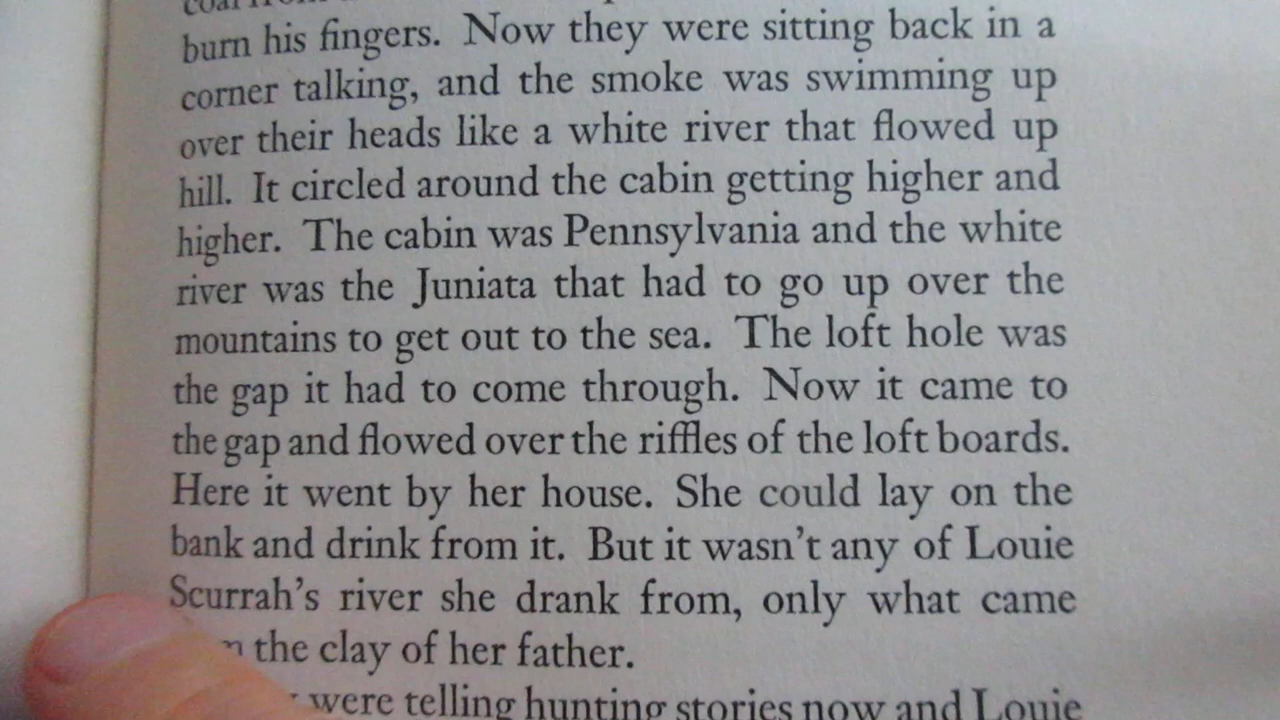 burn his fingers. Now they were sitting back in a
corner talking, and the smoke was swimming up
over their heads like a white river that flowed up
hill. It circled around the cabin getting higher and
higher. The cabin was Pennsylvania and the white
river was the Juniata that had to go up over the
mountains to get out to the sea. The loft hole was
the gap it had to come through. Now it came to
the gap and flowed over the riffles of the loft boards.
Here it went by her house. She could lay on the
bank and drink from it. But it wasn't any of Louie
Scurrah's river she drank from, only what came
the clay of her father.
were telling hunting stories now and Louie